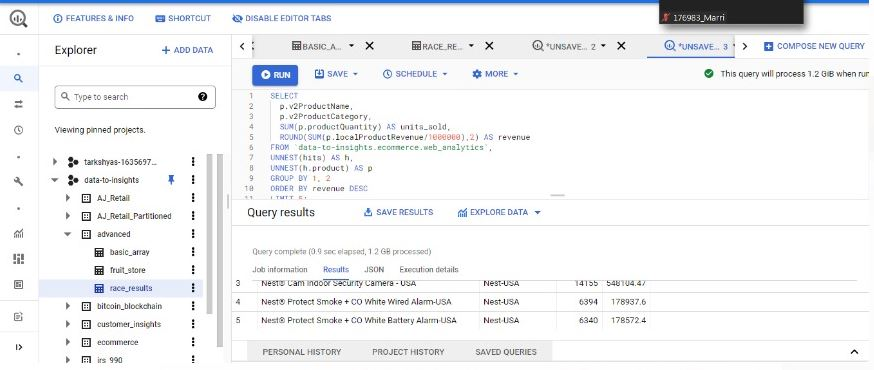 176983_Marri
FEATURES & INFO SHORTCUT DISABLE EDITOR TABS
Explorer + ADD DATA
Type to search
Viewing pinned projects.
tarkshyas-1635697...
data-to-insights
AJ_Retail
AJ_Retail_Partitioned
advanced
basic_array
fruit_store
race_results
bitcoin_blockchain
customer_insights
ecommerce
irs_990
BASIC_A... RACE_RE... *UNSAVE... 2 *UNSAVE... 3 COMPOSE NEW QUERY
RUN SAVE SCHEDULE MORE This query will process 1.2 GiB when run
1 SELECT
2 p.v2ProductName,
3 p.v2ProductCategory,
4 SUM(p.productQuantity) AS units_sold,
5 ROUND(SUM(p.localProductRevenue/1000000),2) AS revenue
6 FROM `data-to-insights.ecommerce.web_analytics`,
7 UNNEST(hits) AS h,
8 UNNEST(h.product) AS p
9 GROUP BY 1, 2
10 ORDER BY revenue DESC
11 LIMIT 5;
Query results SAVE RESULTS EXPLORE DATA
Query complete (0.9 sec elapsed, 1.2 GB processed)
Job information Results JSON Execution details
3 Nest® Cam Indoor Security Camera - USA Nest-USA 14155 548104.47
4 Nest® Protect Smoke + CO White Wired Alarm-USA Nest-USA 6394 178937.6
5 Nest® Protect Smoke + CO White Battery Alarm-USA Nest-USA 6340 178572.4
PERSONAL HISTORY PROJECT HISTORY SAVED QUERIES